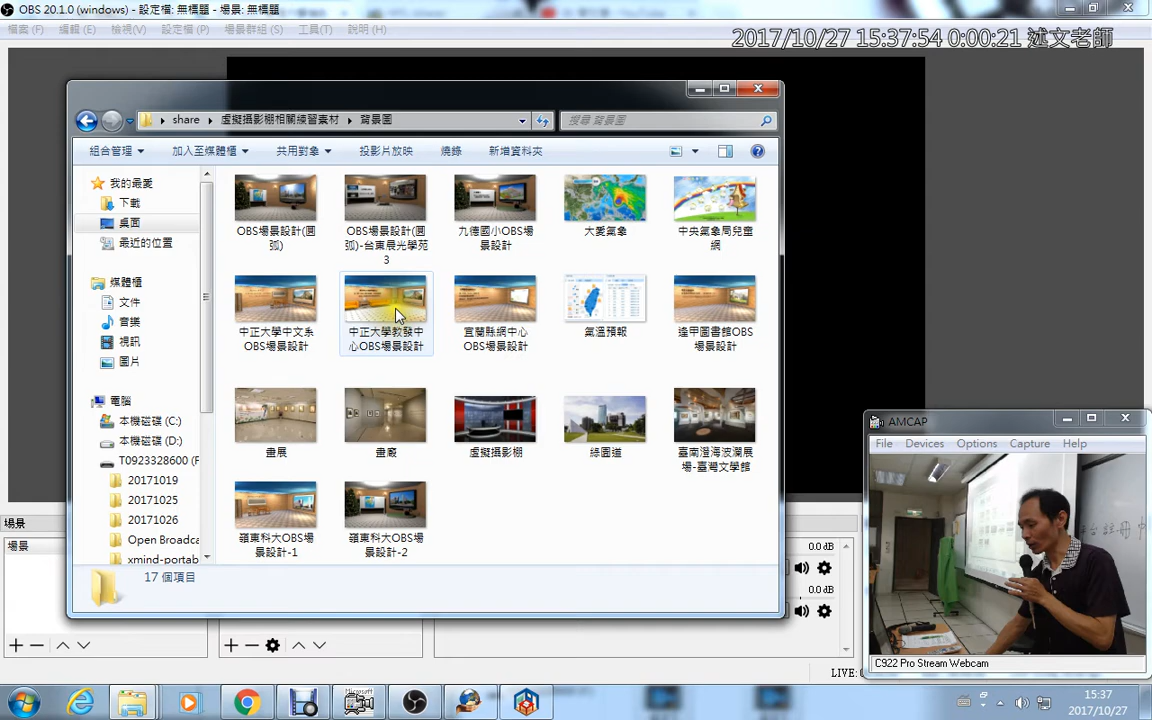 OBS 20.1.0 (windows) - 設定檔: 無標題 - 場景: 無標題
檔案 (F) 編輯 (E) 檢視(V) 設定檔 (P) 場景群組 (S) 工具(T) 說明 (H)
2017/10/27 15:37:54 0:00:21 述文老師
share 虛擬攝影棚相關練習素材 背景圖
搜尋 背景圖
組合管理 加入至媒體櫃 共用對象 投影片放映 燒錄 新增資料夾
我的最愛
下載
桌面
最近的位置
媒體櫃
文件
音樂
視訊
圖片
電腦
本機磁碟 (C:)
本機磁碟 (D:)
T0923328600 (F
20171019
20171025
20171026
Open Broadca
xmind-portab
OBS場景設計(圓
弧)
OBS場景設計(圓
弧)-台東晨光學苑
3
九德國小OBS場
景設計
大愛氣象
中央氣象局兒童
網
中正大學中文系
OBS場景設計
中正大學教發中
心OBS場景設計
宜蘭縣網中心
OBS場景設計
氣溫預報
逢甲圖書館OBS
場景設計
畫展
畫廊
虛擬攝影棚
綠園道
臺南澄海波瀾展
場-臺灣文學館
嶺東科大OBS場
景設計-1
嶺東科大OBS場
景設計-2
17 個項目
場景
場景
0.0 dB
0.0 dB
LIVE:
AMCAP
File Devices Options Capture Help
C922 Pro Stream Webcam
15:37
2017/10/27